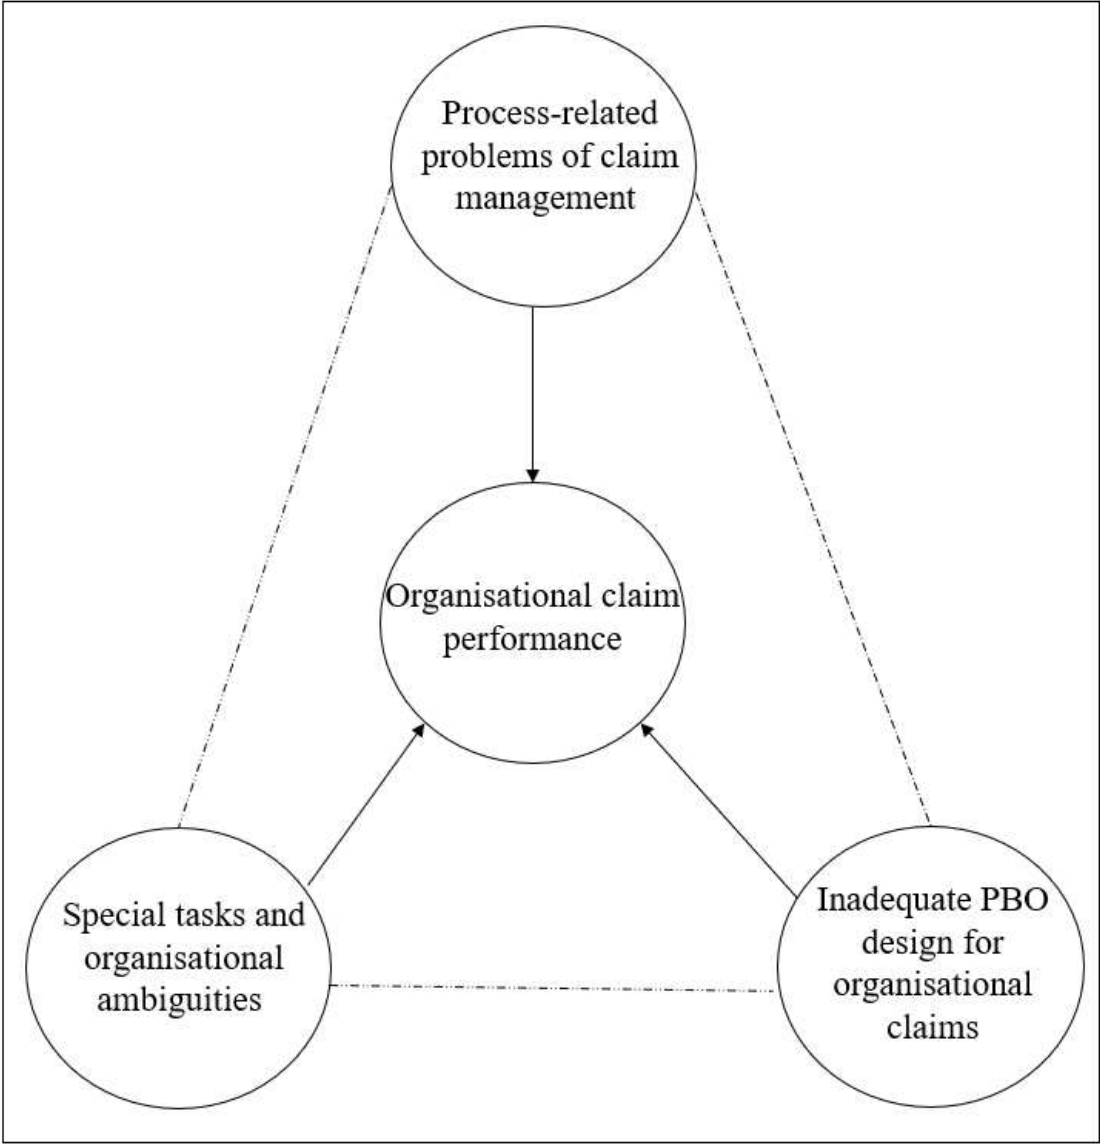 Process-related
problems of claim
management
Organisational claim
performance
Special tasks and
organisational
ambiguities
Inadequate PBO
design for
organisational
claims